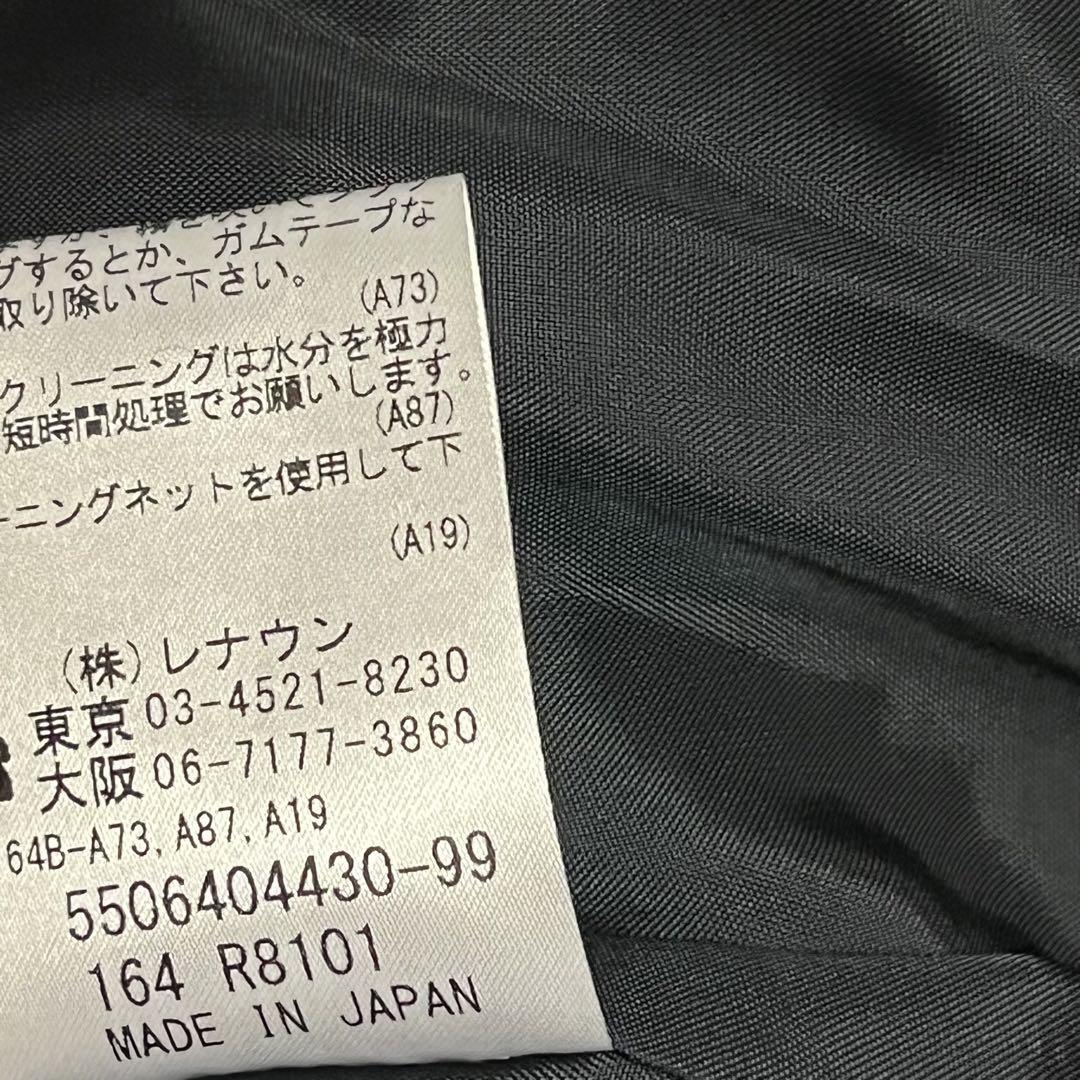 グするとか、ガムテープな
取り除いて下さい。
(A73)
クリーニングは水分を極力
短時間処理でお願いします。
(A87)
ーニングネットを使用して下
(A19)
(株)レナウン
東京 03-4521-8230
大阪 06-7177-3860
64B-A73, A87, A19
5506404430-99
164 R8101
MADE IN JAPAN